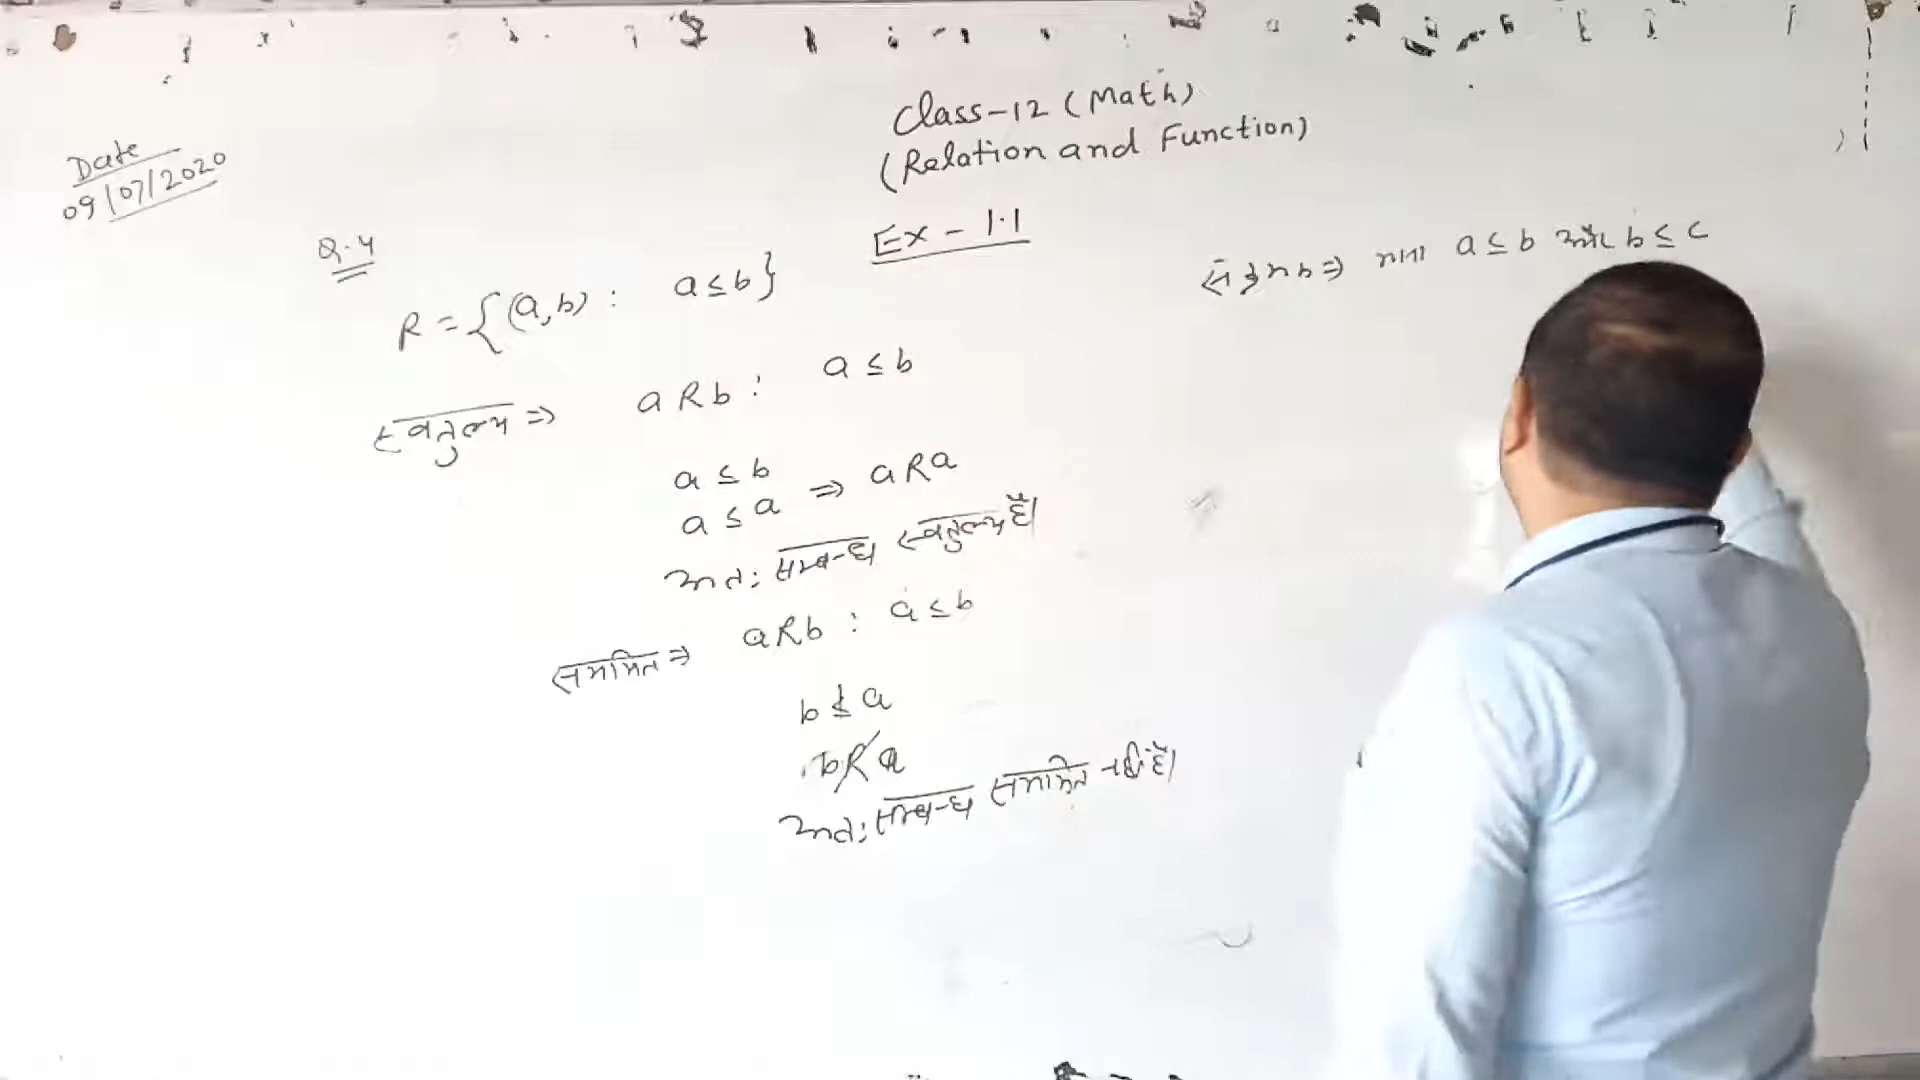 Date
09/07/2020
Class-12 (Math)
(Relation and Function)
Ex - 1.1
Q.4
R = {(a,b) : a ≤ b}
स्वतुल्य ⇒ aRb : a ≤ b
a ≤ b
a ≤ a ⇒ aRa
अत: सम्बन्ध स्वतुल्य है।
सममित ⇒ aRb : a ≤ b
b ≰ a
bR̸a
अत: सम्बन्ध सममित नहीं है।
संक्रमक ⇒ माना a ≤ b और b ≤ c